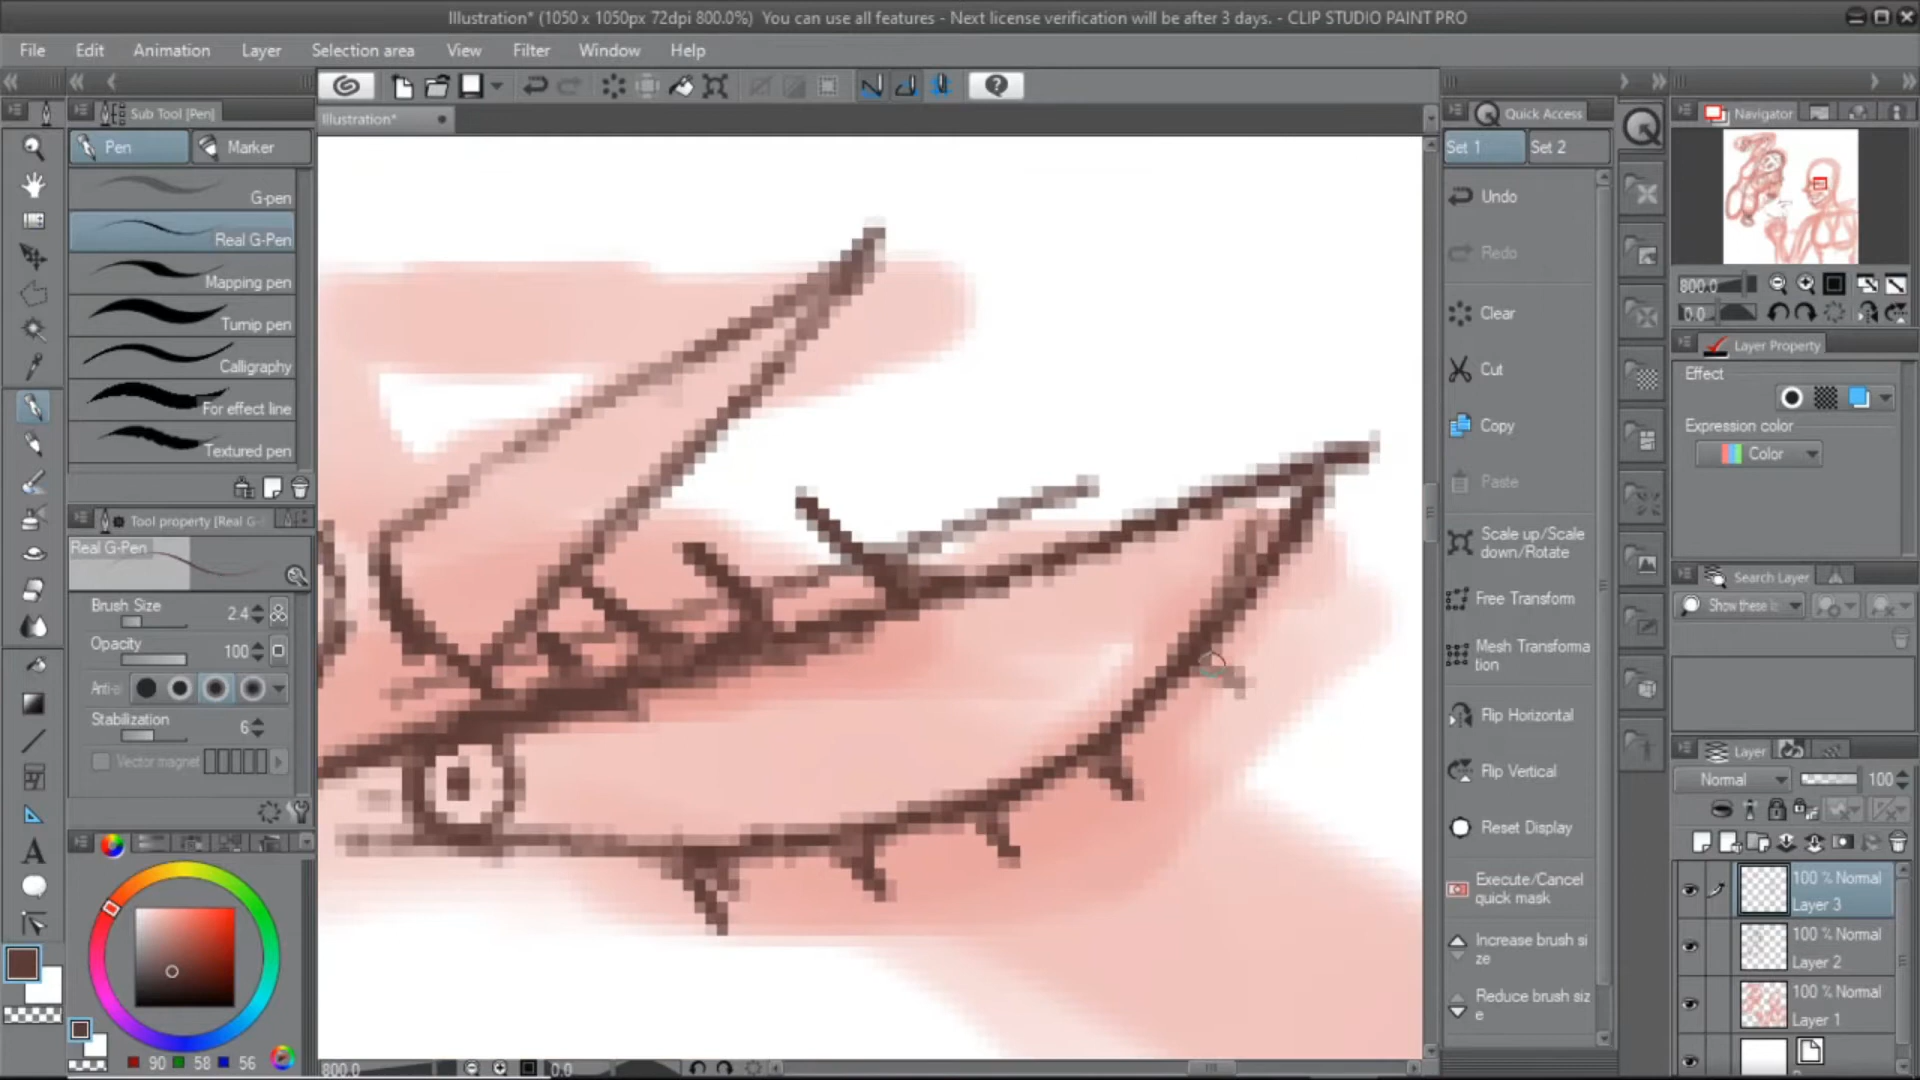 Illustration* (1050 x 1050px 72dpi 800.0%)  You can use all features - Next license verification will be after 3 days. - CLIP STUDIO PAINT PRO
File Edit Animation Layer Selection area View Filter Window Help
Sub Tool [Pen]
Illustration*
Quick Access
Navigator
Pen Marker
Set 1 Set 2
G-pen
Real G-Pen
Mapping pen
Turnip pen
Calligraphy
For effect line
Textured pen
Tool property [Real G-
Real G-Pen
Brush Size 2.4
Opacity 100
Anti-a
Stabilization 6
Vector magnet
90 58 56
800.0 0.0
Undo
Redo
Clear
Cut
Copy
Paste
Scale up/Scale
down/Rotate
Free Transform
Mesh Transforma
tion
Flip Horizontal
Flip Vertical
Reset Display
Execute/Cancel
quick mask
Increase brush si
ze
Reduce brush siz
e
800.0
0.0
Layer Property
Effect
Expression color
Color
Search Layer
Show these la
Layer
Normal 100
100 % Normal
Layer 3
100 % Normal
Layer 2
100 % Normal
Layer 1